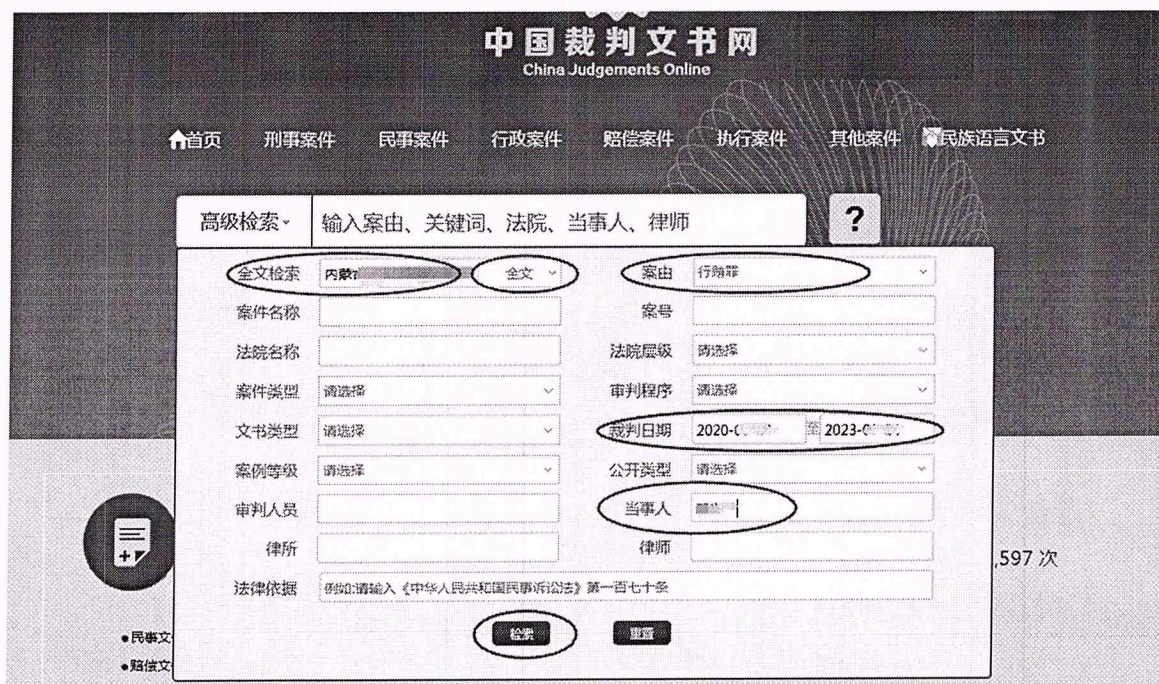 中国裁判文书网
China Judgements Online
首页 刑事案件 民事案件 行政案件 赔偿案件 执行案件 其他案件 民族语言文书
高级检索 输入案由、关键词、法院、当事人、律师 ?
全文检索 内蒙 全文 案由 行贿罪
案件名称 案号
法院名称 法院层级 请选择
案件类型 请选择 审判程序 请选择
文书类型 请选择 裁判日期 2020-0 至 2023-0
案例等级 请选择 公开类型 请选择
审判人员 当事人
律所 律师
,597 次
法律依据 例如:请输入《中华人民共和国民事诉讼法》第一百七十条
检索 重置
●民事文
●赔偿文